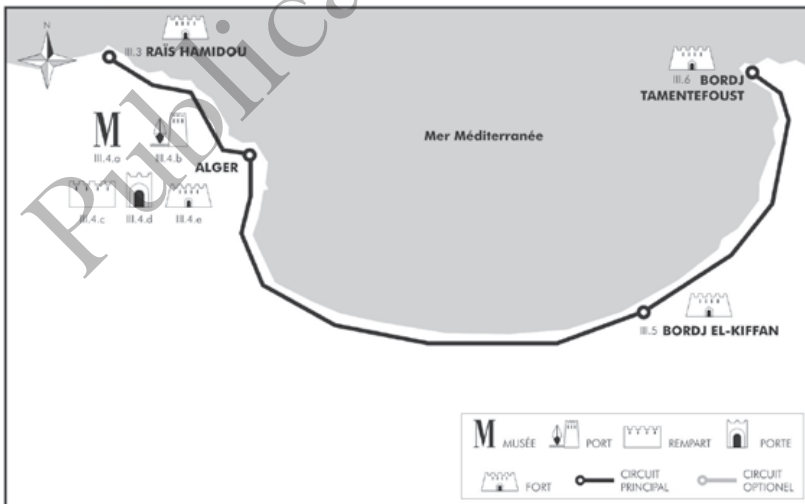 N
III.3 RAÏS HAMIDOU
III.6 BORDJ
TAMENTEFOUST
Mer Méditerranée
M
III.4.a
III.4.b
ALGER
III.4.c
III.4.d
III.4.e
III.5 BORDJ EL-KIFFAN
M MUSÉE
PORT
REMPART
PORTE
FORT
CIRCUIT
PRINCIPAL
CIRCUIT
OPTIONEL